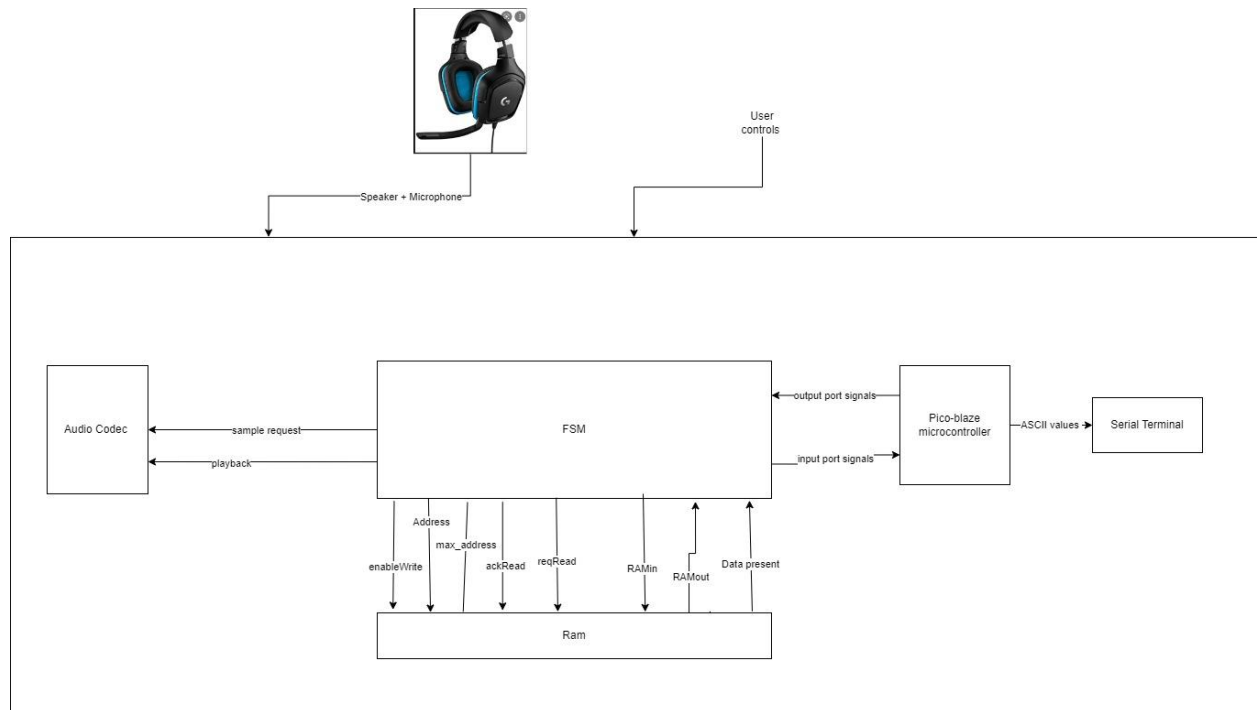 User
controls
Speaker + Microphone
Audio Codec
sample request
playback
FSM
output port signals
input port signals
Pico-blaze
microcontroller
ASCII values
Serial Terminal
enableWrite
Address
max_address
ackRead
reqRead
RAMin
RAMout
Data present
Ram